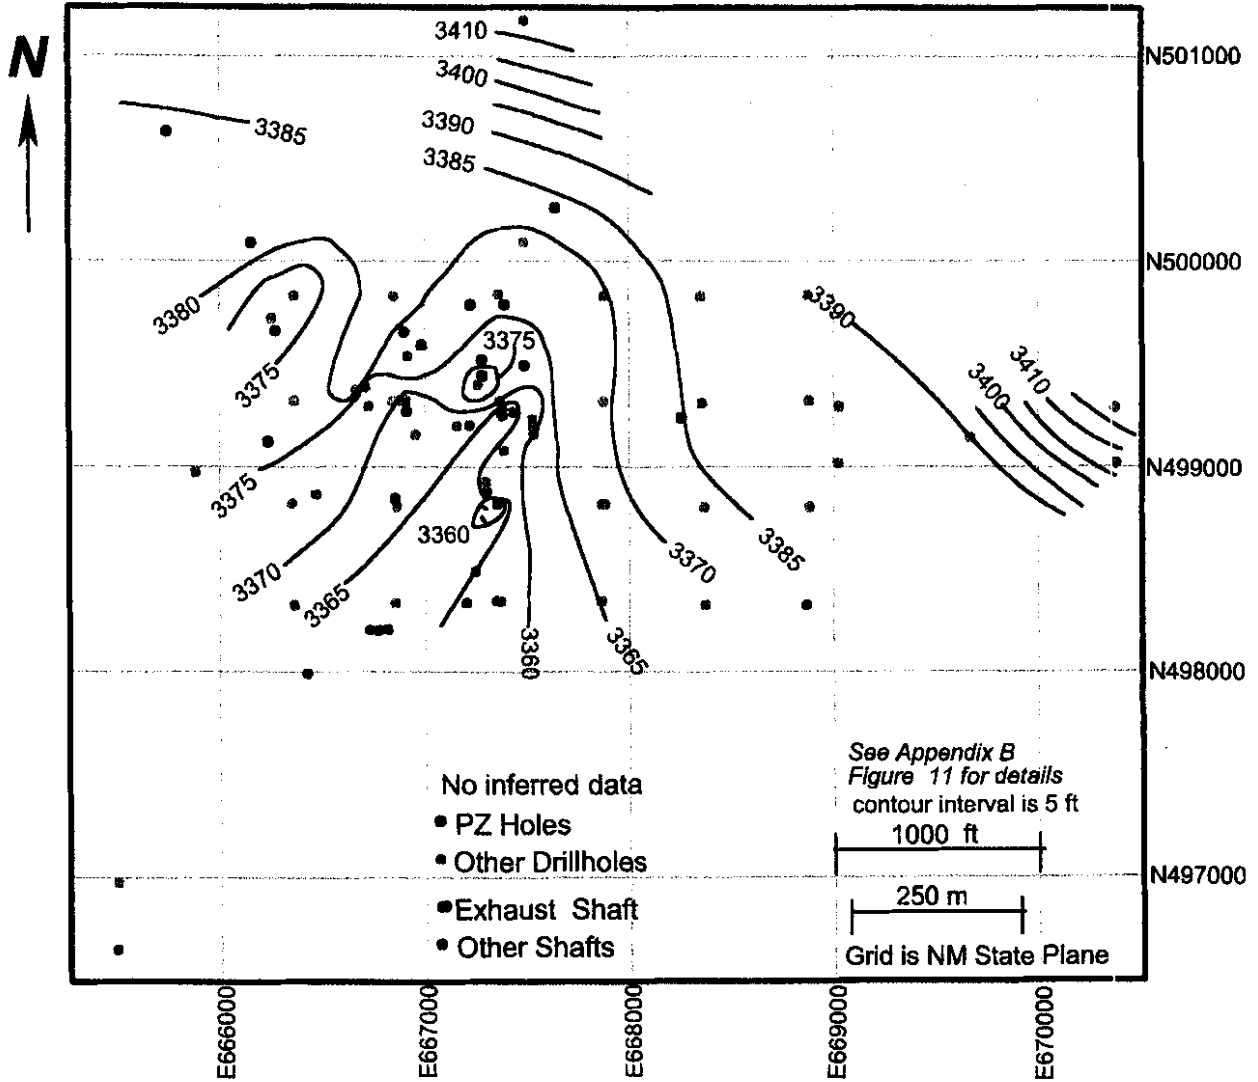 3410
N501000
N
3400
3390
3385
3385
N500000
3380
3390
3375
3410
3375
3400
N499000
3375
3360
3370
3385
3370
3365
3360
3365
N498000
See Appendix B
Figure 11 for details
contour interval is 5 ft
No inferred data
PZ Holes
1000 ft
Other Drillholes
N497000
250 m
Exhaust Shaft
Other Shafts
Grid is NM State Plane
E666000
E667000
E668000
E669000
E670000